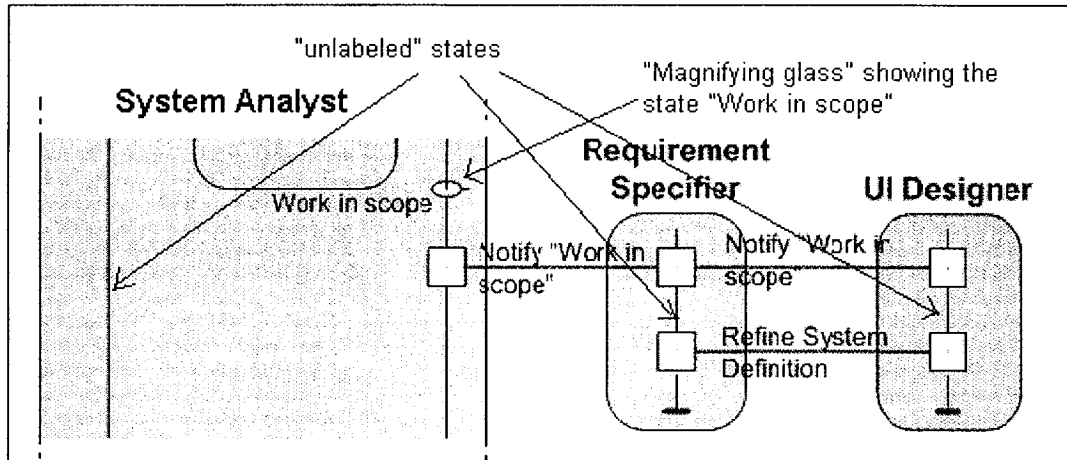 "unlabeled" states
"Magnifying glass" showing the
state "Work in scope"
System Analyst
Requirement
Specifier
UI Designer
Work in scope
Notify "Work in
scope"
Notify "Work in
scope"
Refine System
Definition